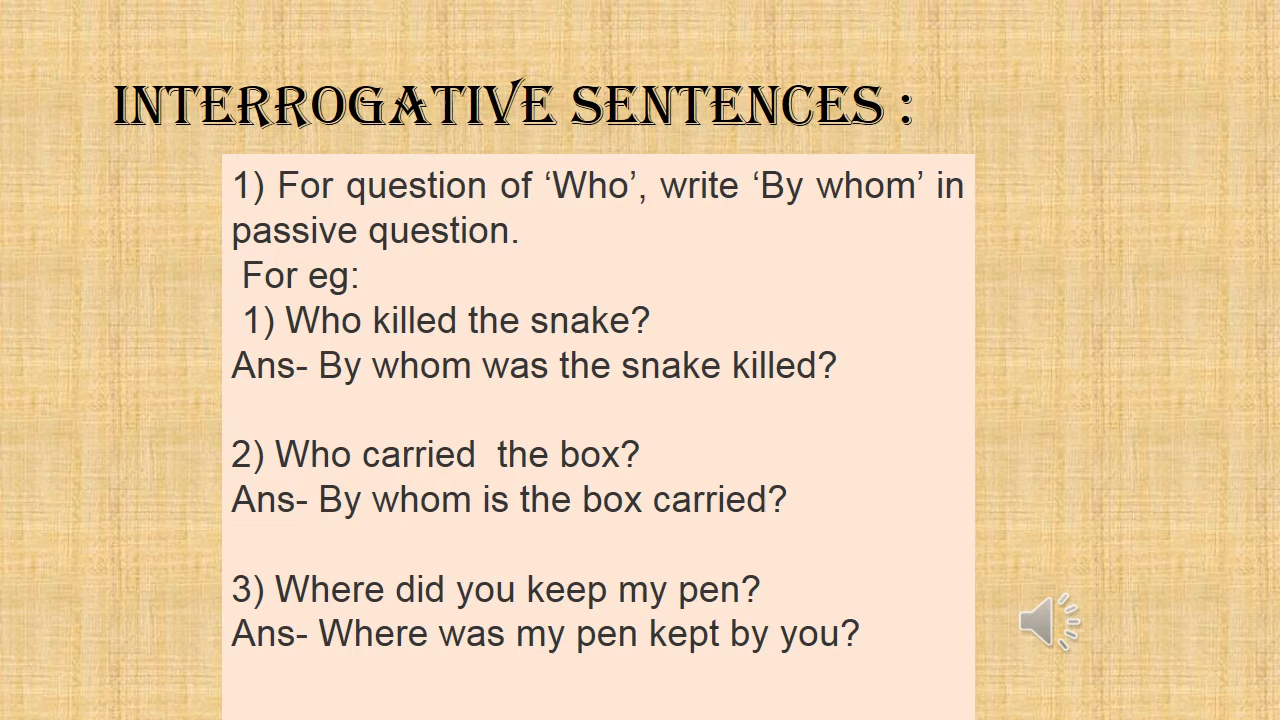 INTERROGATIVE SENTENCES :
1) For question of ‘Who’, write ‘By whom’ in
passive question.
For eg:
1) Who killed the snake?
Ans- By whom was the snake killed?
2) Who carried  the box?
Ans- By whom is the box carried?
3) Where did you keep my pen?
Ans- Where was my pen kept by you?